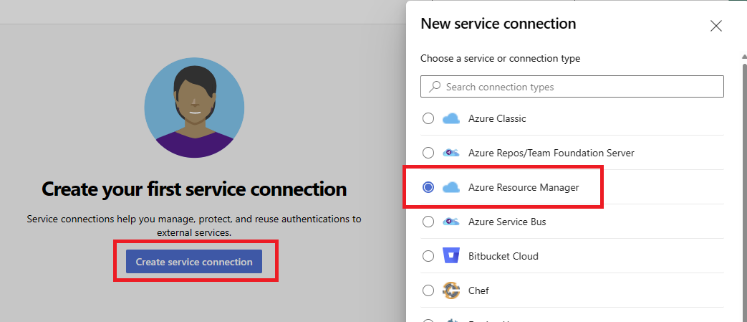 New service connection
Choose a service or connection type
Search connection types
Azure Classic
Azure Repos/Team Foundation Server
Azure Resource Manager
Azure Service Bus
Bitbucket Cloud
Chef
Create your first service connection
Service connections help you manage, protect, and reuse authentications to
external services.
Create service connection